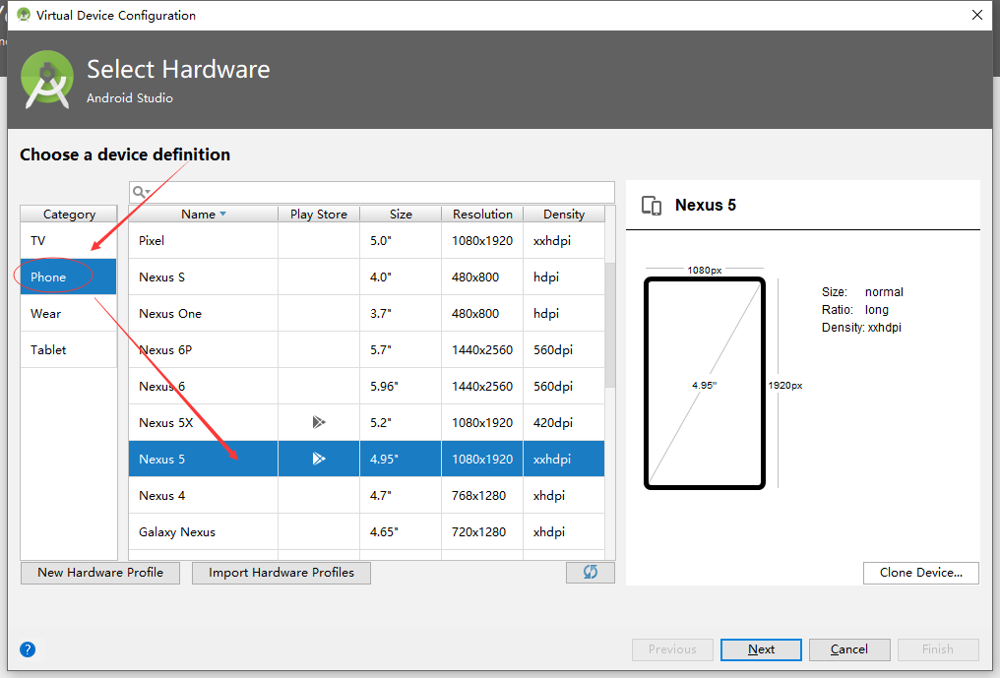 Virtual Device Configuration
Select Hardware
Android Studio
Choose a device definition
Category
TV
Phone
Wear
Tablet
Name Play Store Size Resolution Density
Pixel 5.0" 1080x1920 xxhdpi
Nexus S 4.0" 480x800 hdpi
Nexus One 3.7" 480x800 hdpi
Nexus 6P 5.7" 1440x2560 560dpi
Nexus 6 5.96" 1440x2560 560dpi
Nexus 5X 5.2" 1080x1920 420dpi
Nexus 5 4.95" 1080x1920 xxhdpi
Nexus 4 4.7" 768x1280 xhdpi
Galaxy Nexus 4.65" 720x1280 xhdpi
New Hardware Profile Import Hardware Profiles
Nexus 5
1080px
4.95"
1920px
Size: normal
Ratio: long
Density: xxhdpi
Clone Device...
?
Previous Next Cancel Finish